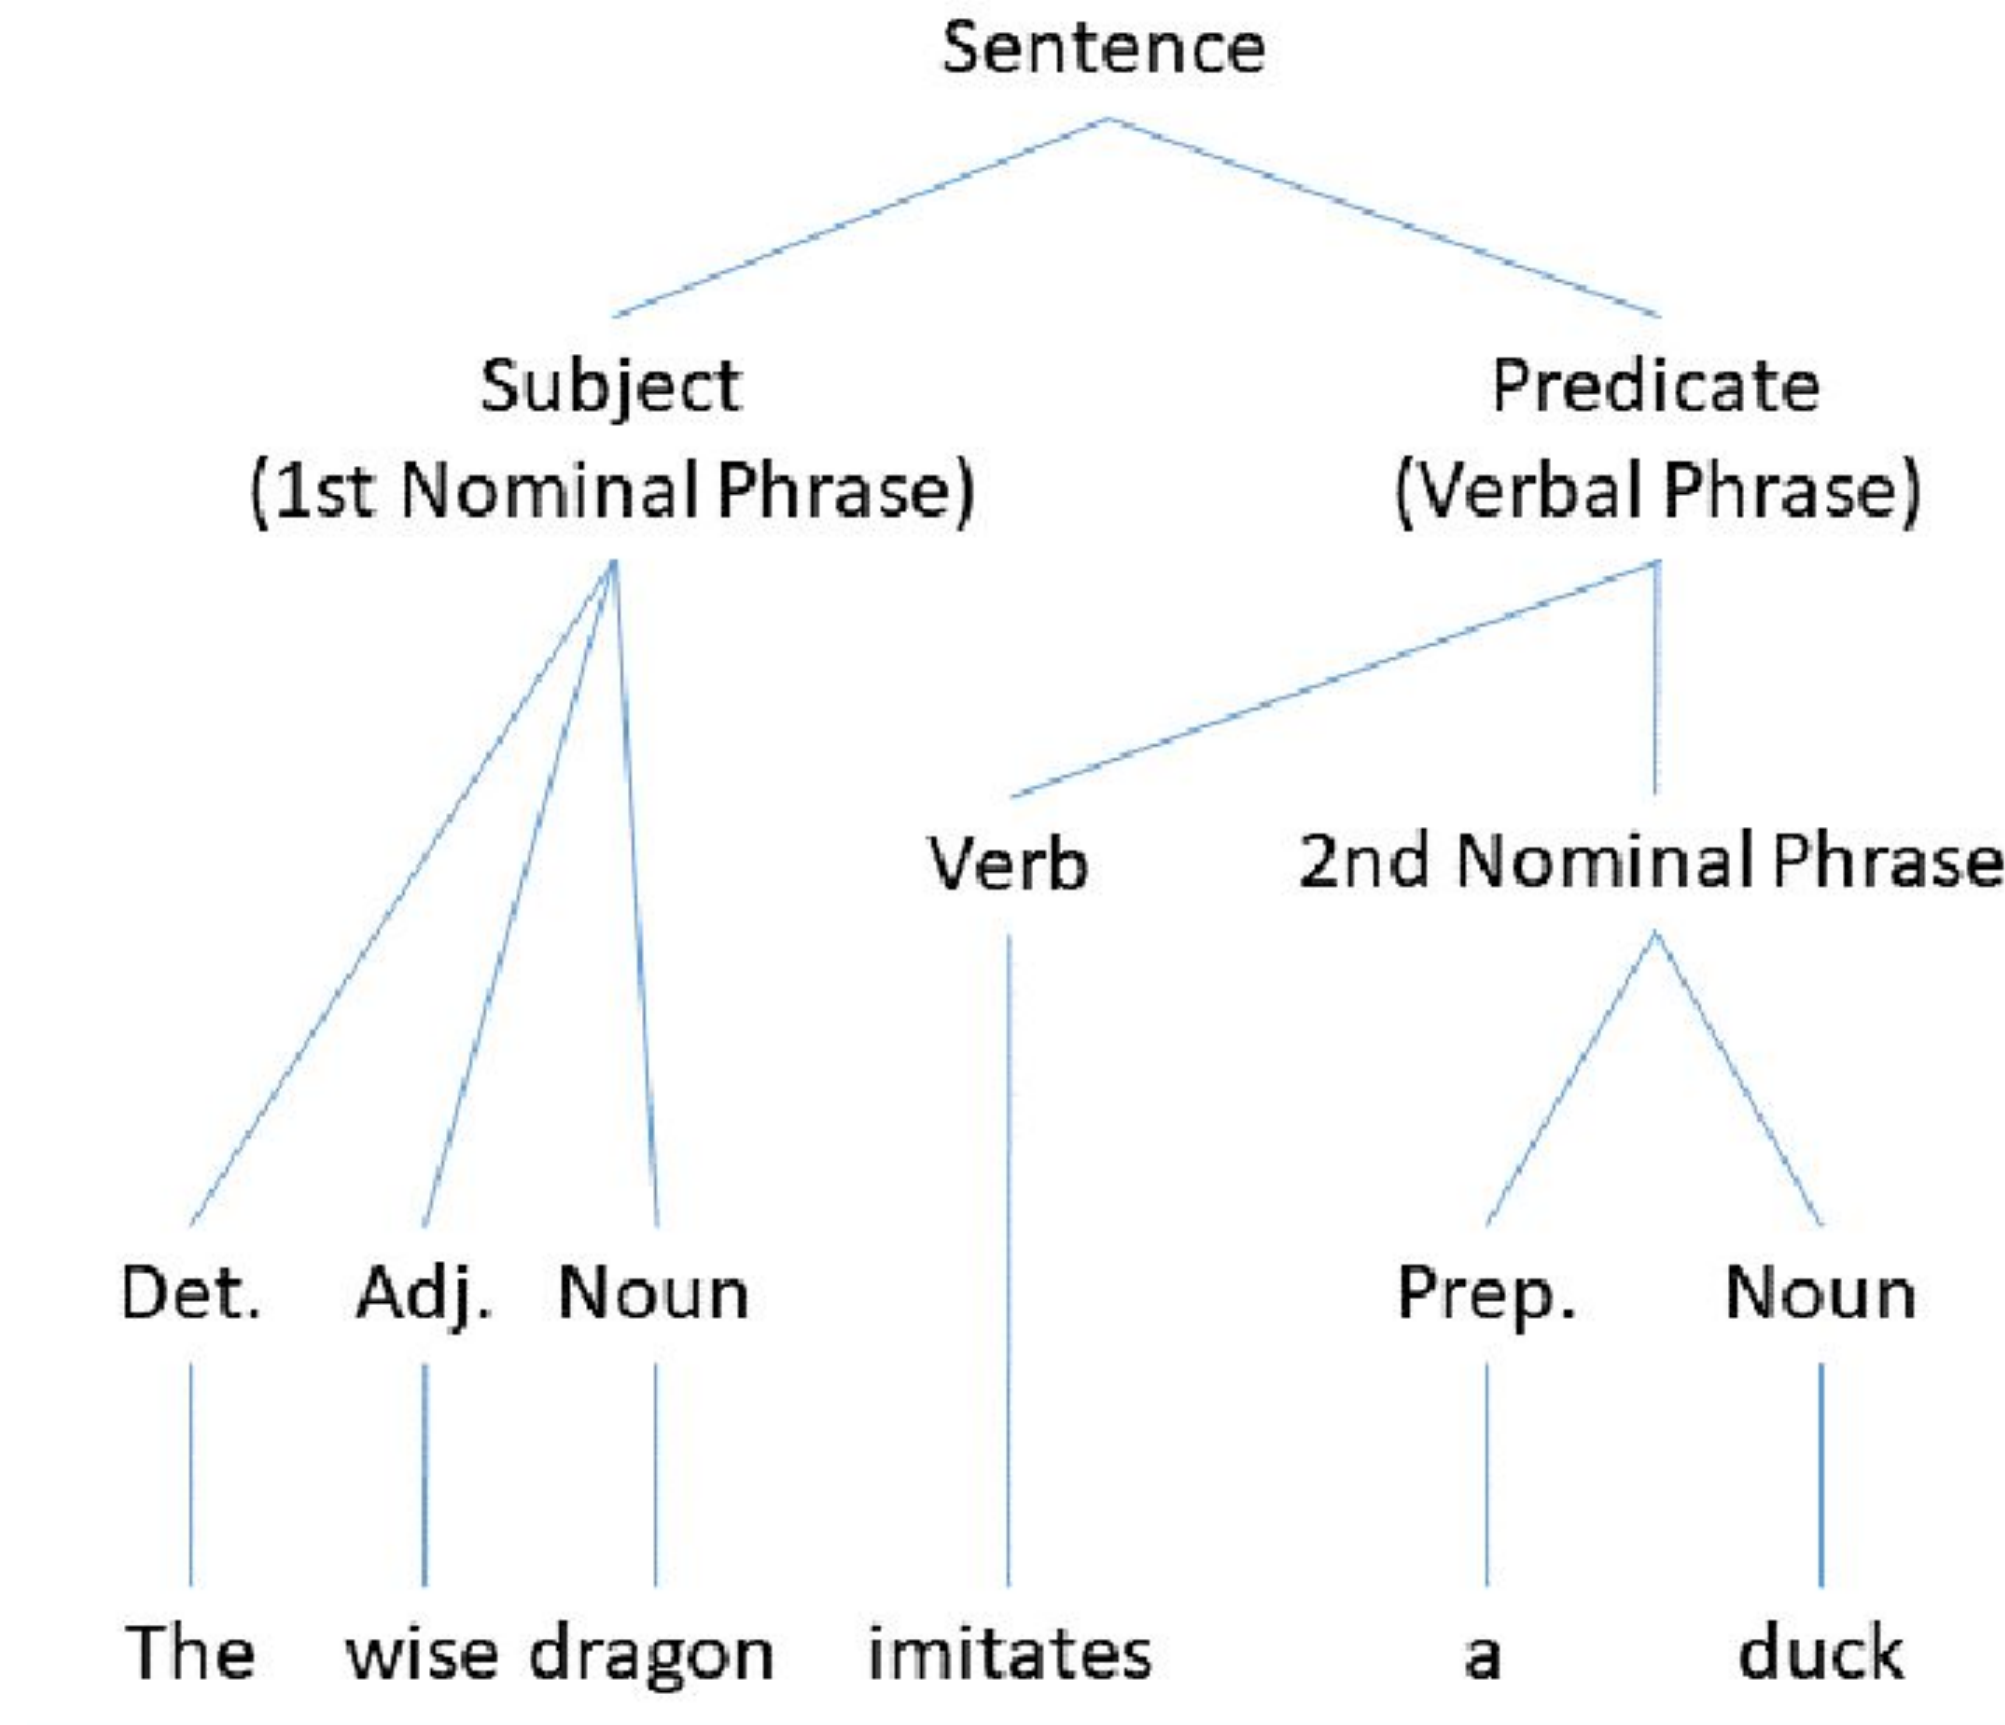 Sentence
Subject
(1st Nominal Phrase)
Predicate
(Verbal Phrase)
Verb
2nd Nominal Phrase
Det. Adj. Noun Prep. Noun
The wise dragon imitates a duck